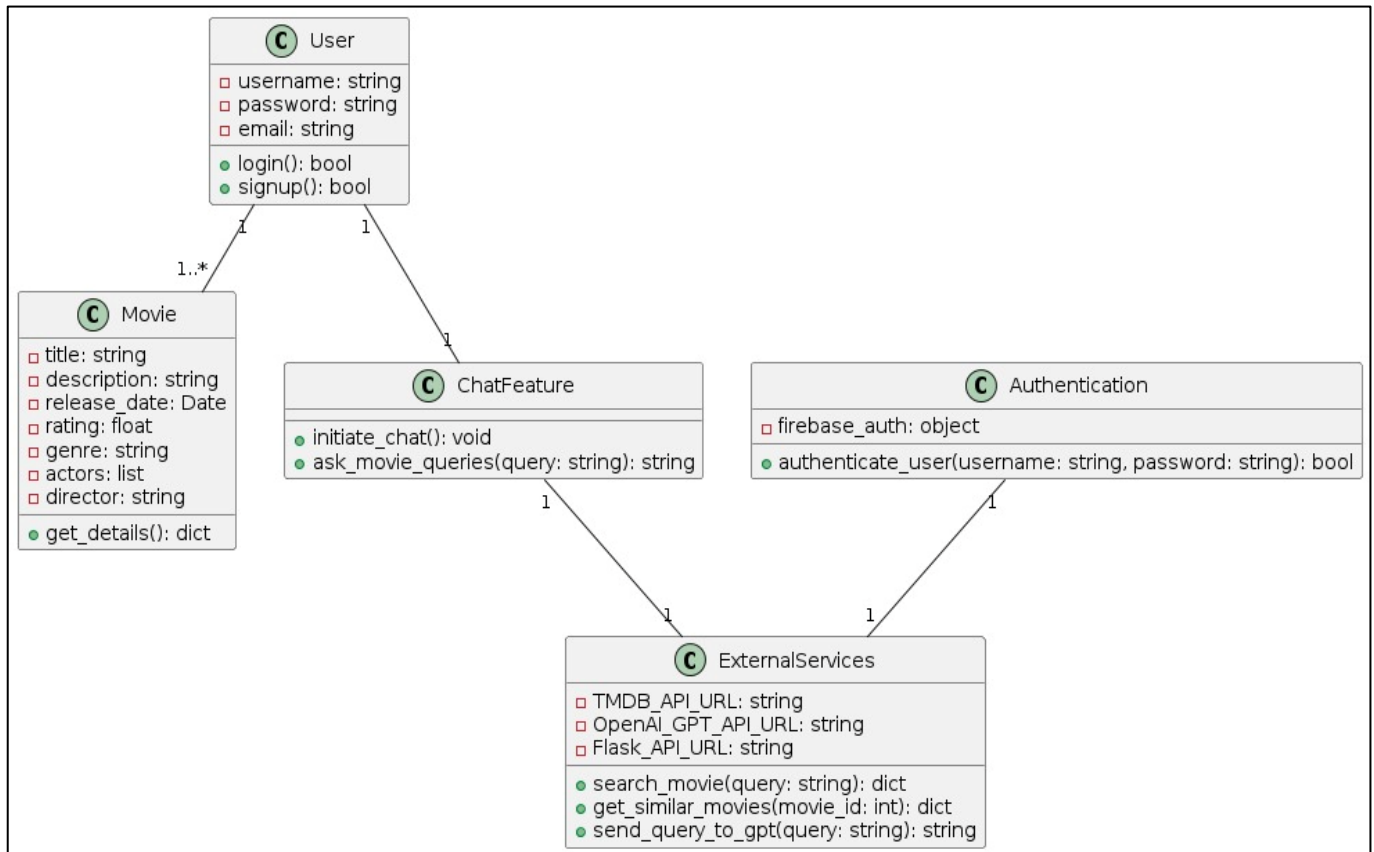 C User
username: string
password: string
email: string
login(): bool
signup(): bool
1
1
1..*
1
C Movie
title: string
description: string
release_date: Date
rating: float
genre: string
actors: list
director: string
get_details(): dict
C ChatFeature
initiate_chat(): void
ask_movie_queries(query: string): string
C Authentication
firebase_auth: object
authenticate_user(username: string, password: string): bool
1
1
1
1
C ExternalServices
TMDB_API_URL: string
OpenAI_GPT_API_URL: string
Flask_API_URL: string
search_movie(query: string): dict
get_similar_movies(movie_id: int): dict
send_query_to_gpt(query: string): string